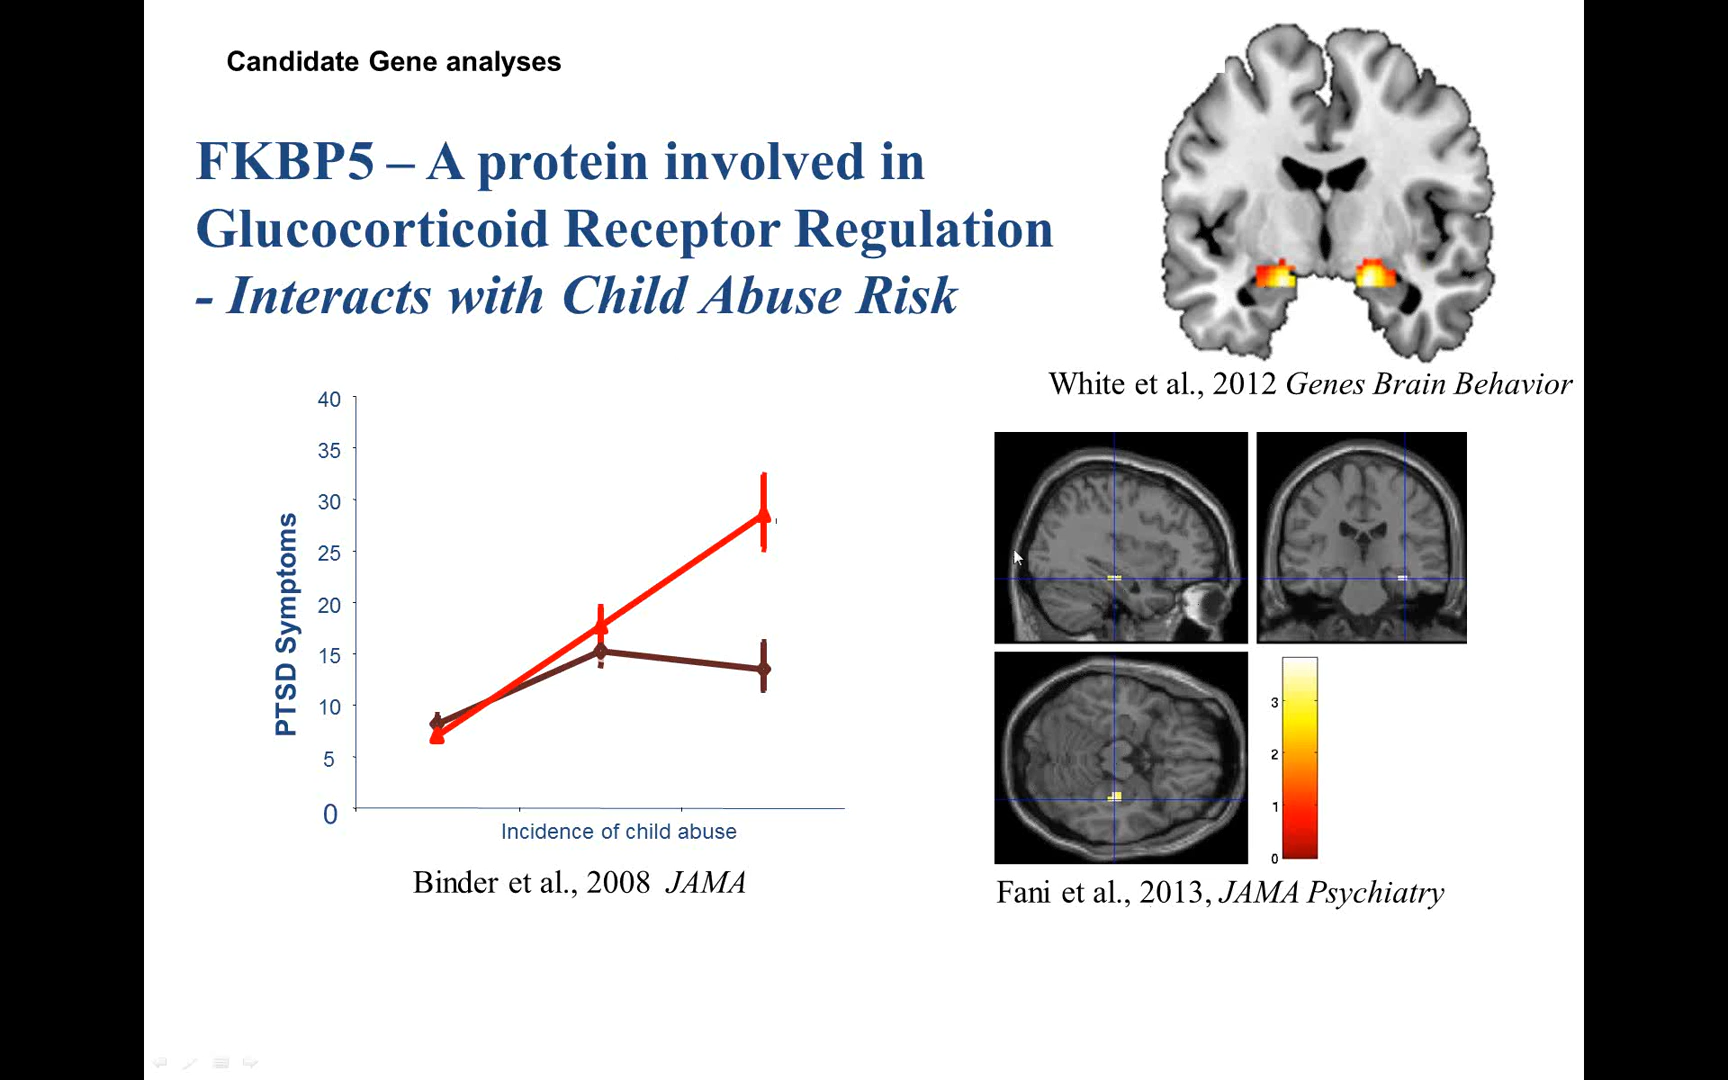 Candidate Gene analyses
FKBP5 – A protein involved in
Glucocorticoid Receptor Regulation
- Interacts with Child Abuse Risk
White et al., 2012 Genes Brain Behavior
40
35
30
25
20
15
10
5
0
PTSD Symptoms
Incidence of child abuse
Binder et al., 2008 JAMA
3
2
1
0
Fani et al., 2013, JAMA Psychiatry